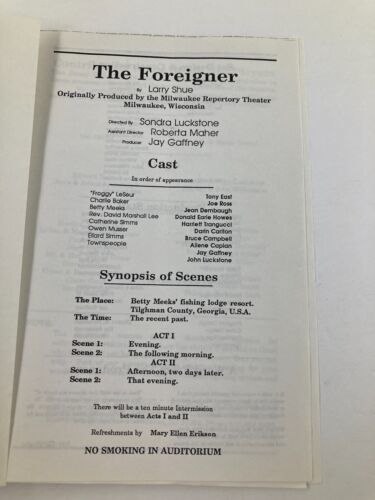 The Foreigner
By Larry Shue
Originally Produced by the Milwaukee Repertory Theater
Milwaukee, Wisconsin
Directed By Sondra Luckstone
Assistant Director Roberta Maher
Producer Jay Gaffney
Cast
In order of appearance
"Froggy" LeSeur Tony East
Charlie Baker Joe Ross
Betty Meeks Jean Dembaugh
Rev. David Marshall Lee Donald Earle Howes
Catherine Simms Harriett Trangucci
Owen Musser Darin Carlton
Ellard Simms Bruce Campbell
Townspeople Allene Caplan
Jay Gaffney
John Luckstone
Synopsis of Scenes
The Place: Betty Meeks' fishing lodge resort.
Tilghman County, Georgia, U.S.A.
The Time: The recent past.
ACT I
Scene 1: Evening.
Scene 2: The following morning.
ACT II
Scene 1: Afternoon, two days later.
Scene 2: That evening.
There will be a ten minute Intermission
between Acts I and II
Refreshments by Mary Ellen Erikson
NO SMOKING IN AUDITORIUM